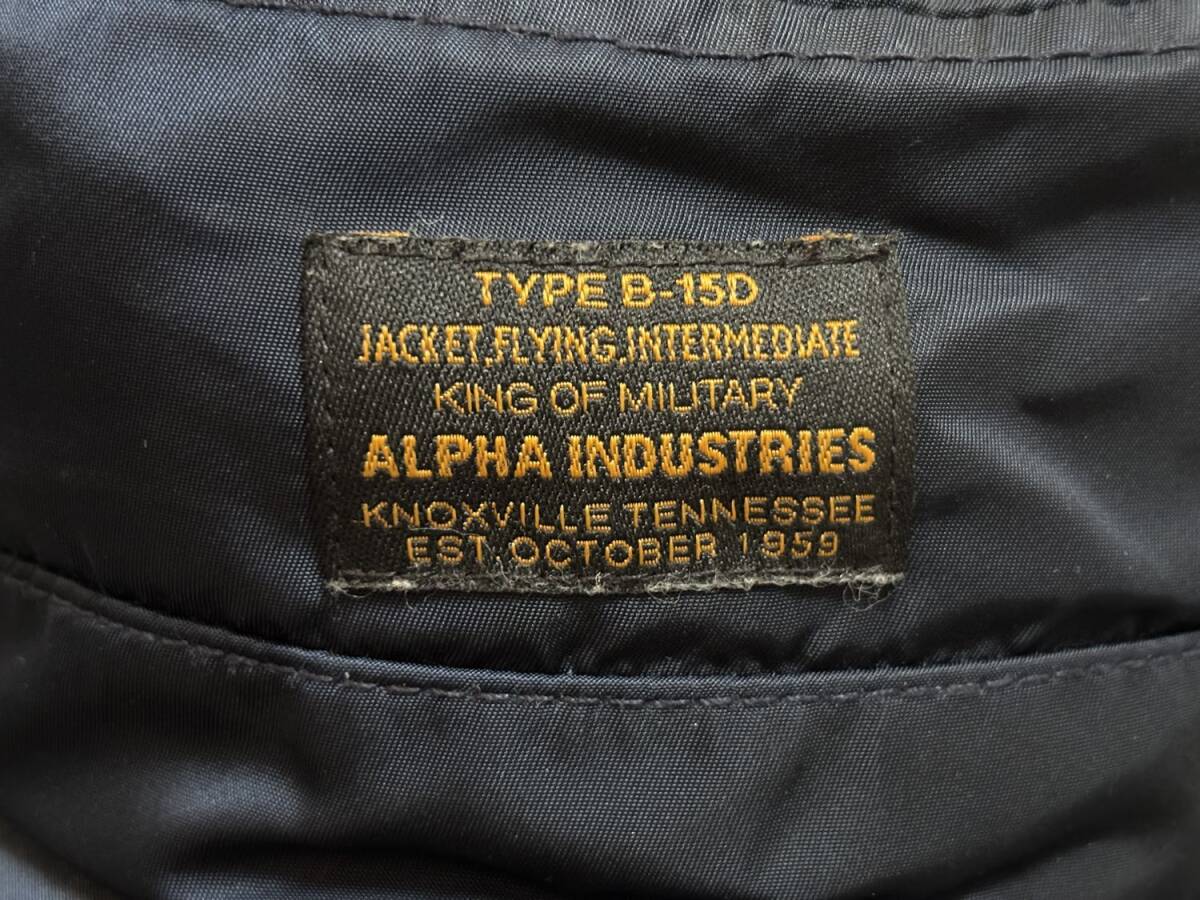 TYPE B-15D
JACKET,FLYING,INTERMEDIATE
KING OF MILITARY
ALPHA INDUSTRIES
KNOXVILLE TENNESSEE
EST. OCTOBER 1959